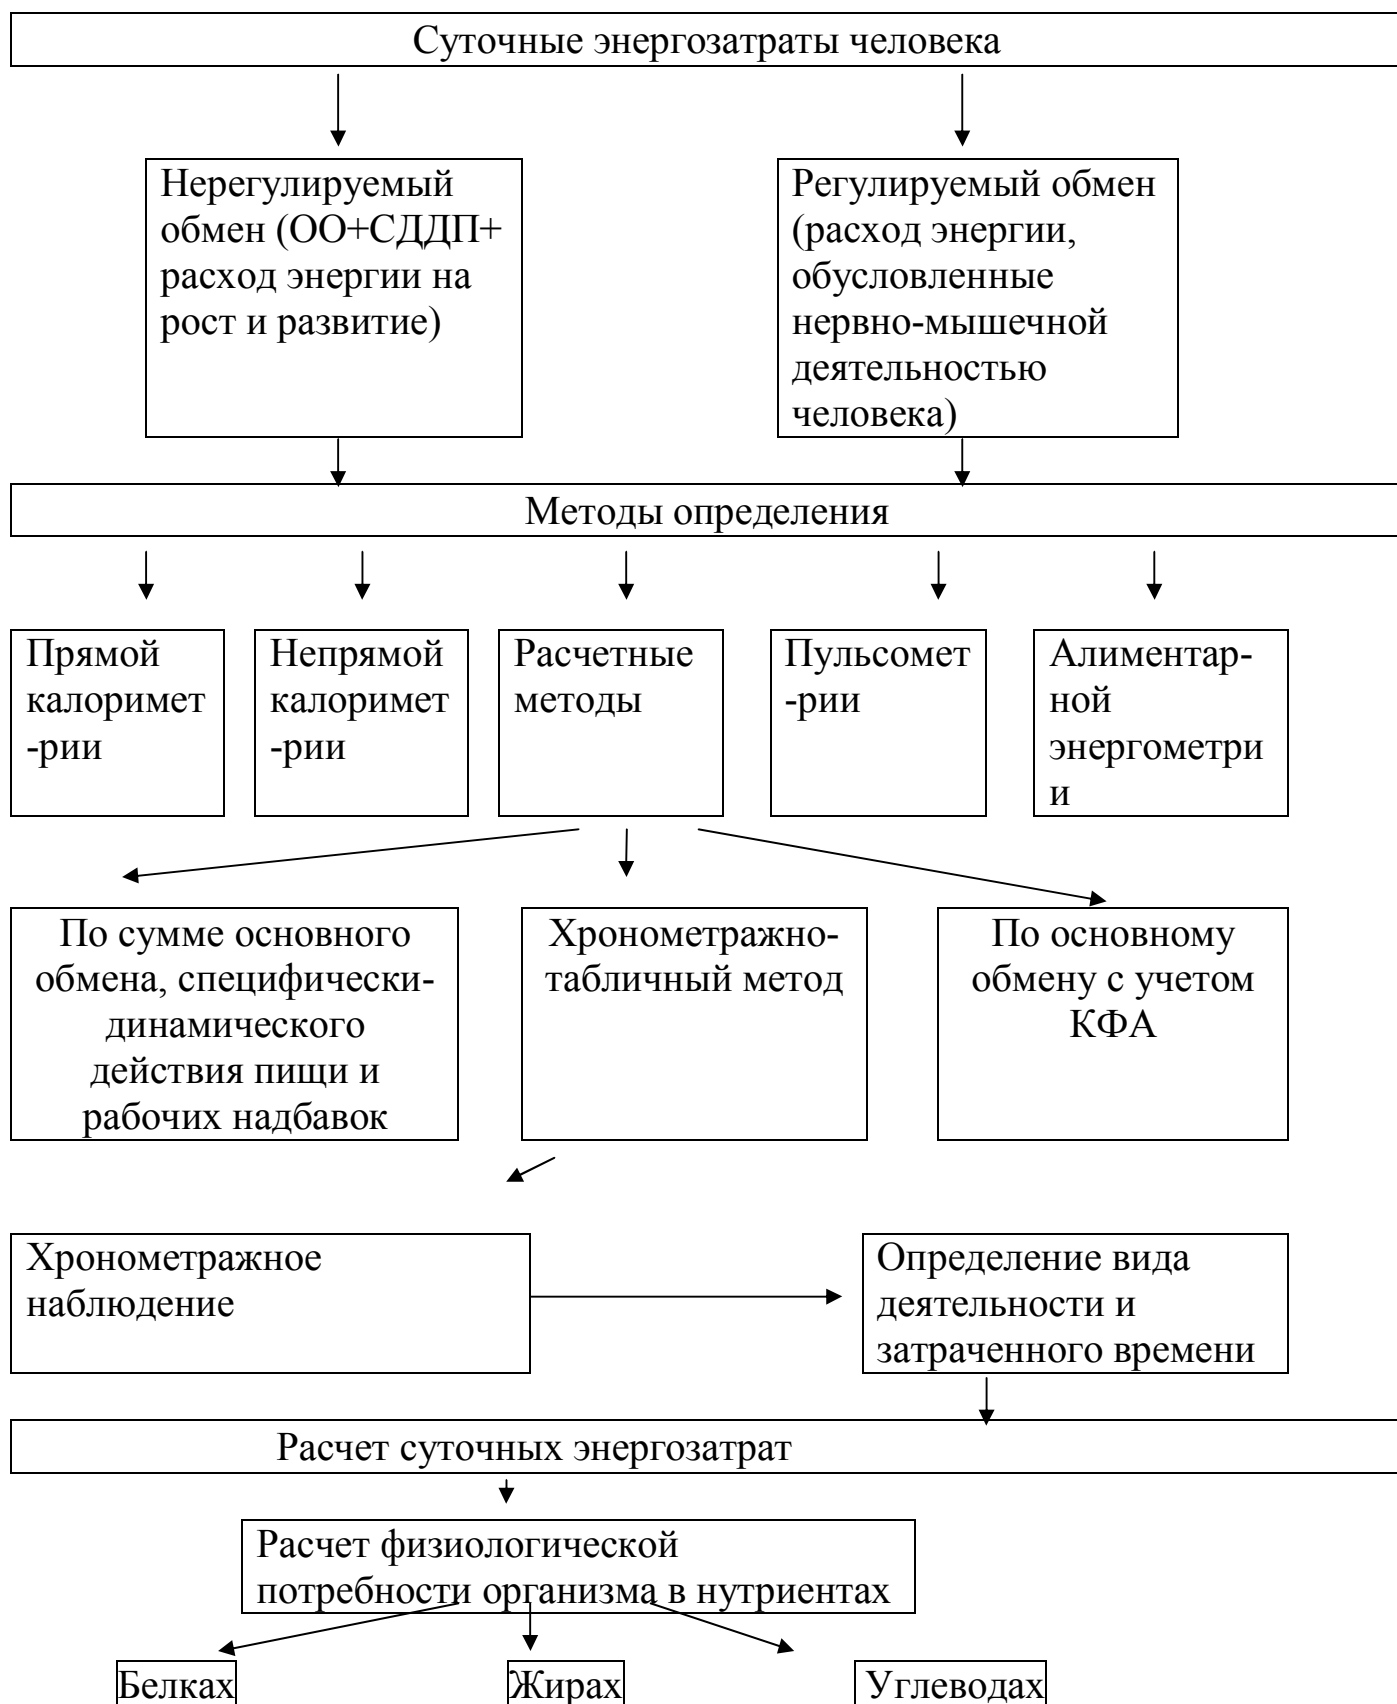 Суточные энергозатраты человека
Нерегулируемый
обмен (ОО+СДДП+
расход энергии на
рост и развитие)
Регулируемый обмен
(расход энергии,
обусловленные
нервно-мышечной
деятельностью
человека)
Методы определения
Прямой
калоримет
-рии
Непрямой
калоримет
-рии
Расчетные
методы
Пульсомет
-рии
Алиментар-
ной
энергометри
и
По сумме основного
обмена, специфически-
динамического
действия пищи и
рабочих надбавок
Хронометражно-
табличный метод
По основному
обмену с учетом
КФА
Хронометражное
наблюдение
Определение вида
деятельности и
затраченного времени
Расчет суточных энергозатрат
Расчет физиологической
потребности организма в нутриентах
Белках
Жирах
Углеводах